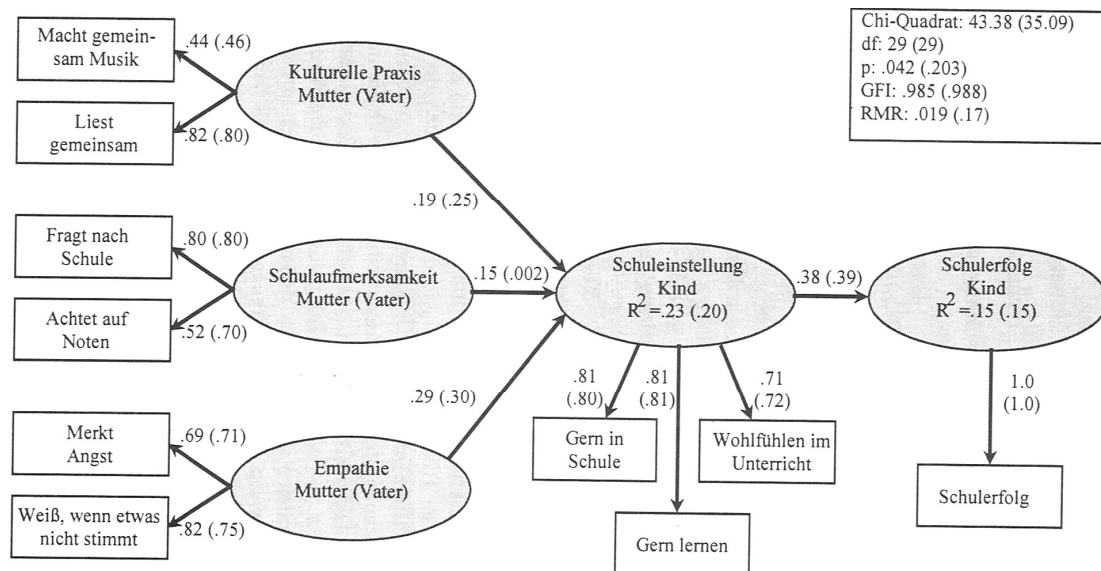 Macht gemein-
sam Musik
.44 (.46)
Liest
gemeinsam
.82 (.80)
Kulturelle Praxis
Mutter (Vater)
.19 (.25)
Chi-Quadrat: 43.38 (35.09)
df: 29 (29)
p: .042 (.203)
GFI: .985 (.988)
RMR: .019 (.17)
Fragt nach
Schule
.80 (.80)
Achtet auf
Noten
.52 (.70)
Schulaufmerksamkeit
Mutter (Vater)
.15 (.002)
Schuleinstellung
Kind
R2 =.23 (.20)
.38 (.39)
Schulerfolg
Kind
R2 =.15 (.15)
Merkt
Angst
.69 (.71)
Weiß, wenn etwas
nicht stimmt
.82 (.75)
Empathie
Mutter (Vater)
.29 (.30)
.81
(.80)
.81
(.81)
.71
(.72)
1.0
(1.0)
Gern in
Schule
Wohlfühlen im
Unterricht
Gern lernen
Schulerfolg